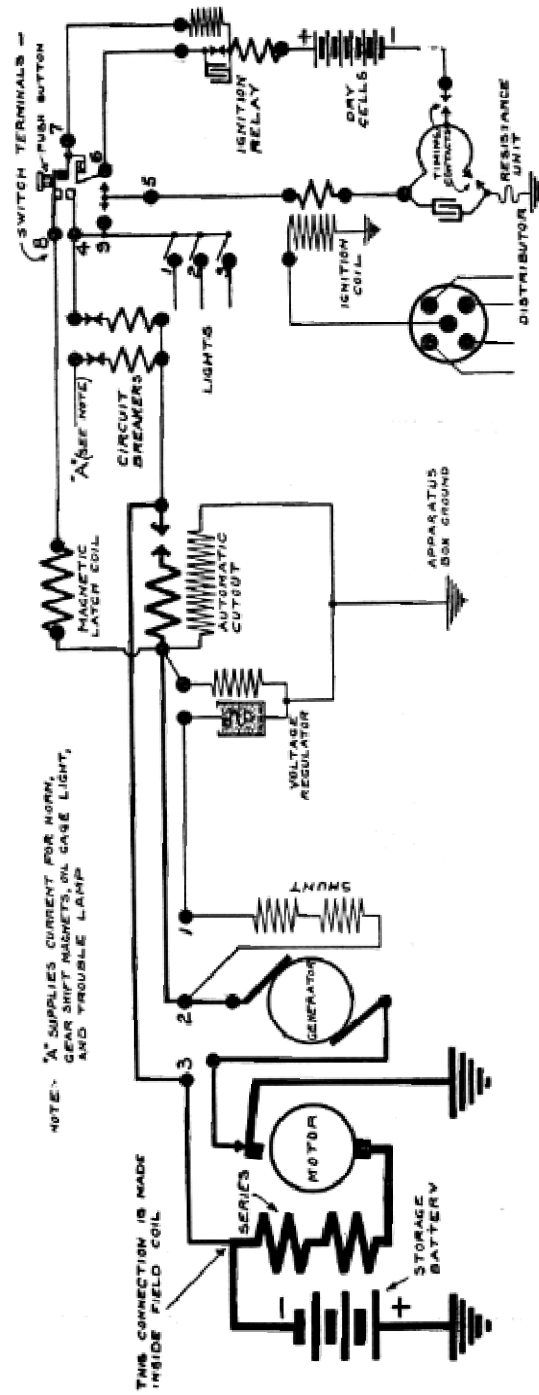 NOTE:- "A" SUPPLIES CURRENT FOR HORN,
GEAR SHIFT MAGNETS, OIL GAGE LIGHT,
AND TROUBLE LAMP
THIS CONNECTION IS MADE
INSIDE FIELD COIL
3
2
1
SERIES
MOTOR
GENERATOR
SHUNT
-
+
STORAGE
BATTERY
VOLTAGE
REGULATOR
MAGNETIC
LATCH COIL
AUTOMATIC
CUTOUT
APPARATUS
BOX GROUND
"A" (SEE NOTE)
CIRCUIT
BREAKERS
LIGHTS
1
2
3
-SWITCH TERMINALS-
PUSH BUTTON
8
7
4
9
6
5
IGNITION
RELAY
+
-
DRY
CELLS
IGNITION
COIL
TIMING
CONTACTS
RESISTANCE
UNIT
DISTRIBUTOR